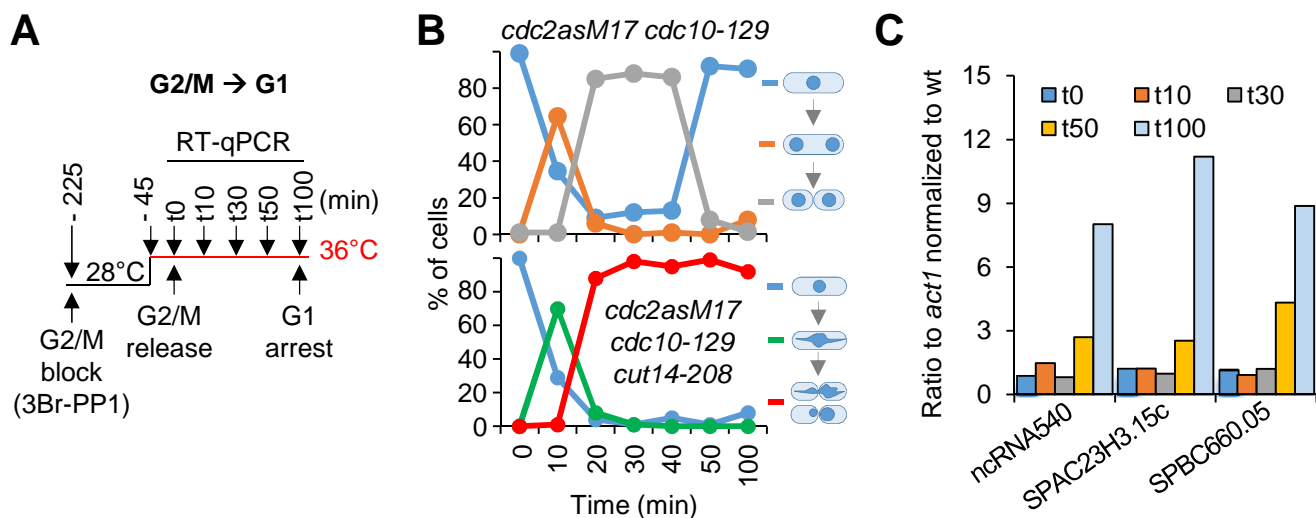 A
G2/M → G1
RT-qPCR
- 225
- 45
t0
t10
t30
t50
t100
(min)
28°C
36°C
G2/M
block
(3Br-PP1)
G2/M
release
G1
arrest
B
cdc2asM17 cdc10-129
% of cells
80
60
40
20
0
80
60
40
20
0
cdc2asM17
cdc10-129
cut14-208
0
10
20
30
40
50
100
Time (min)
C
Ratio to act1 normalized to wt
15
12
9
6
3
0
t0
t10
t30
t50
t100
ncRNA540
SPAC23H3.15c
SPBC660.05